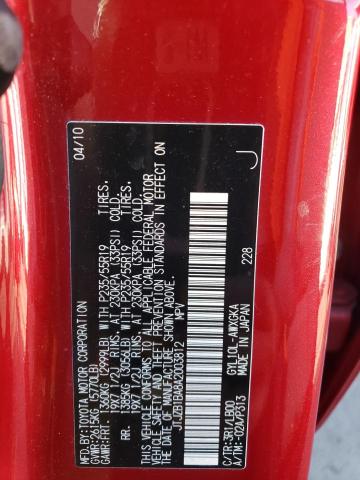 MFD.BY:TOYOTA MOTOR CORPORATION 04/10
GVWR:2615KG (5770LB)
GAWR:FRT. 1360KG (2999LB) WITH P235/55R19 TIRES,
19X7 1/2J RIMS, AT 230KPA (33PSI) COLD.
RR. 1385KG (3055LB) WITH P235/55R19 TIRES,
19X7 1/2J RIMS, AT 230KPA (33PSI) COLD.
THIS VEHICLE CONFORMS TO ALL APPLICABLE FEDERAL MOTOR
VEHICLE SAFETY AND THEFT PREVENTION STANDARDS IN EFFECT ON
THE DATE OF MANUFACTURE SHOWN ABOVE.
JTJZB1BA8A2003812 MPV
J
GYL10L-AWXGKA
228
C/TR:3R1/LB00
A/TM:-02A/P313